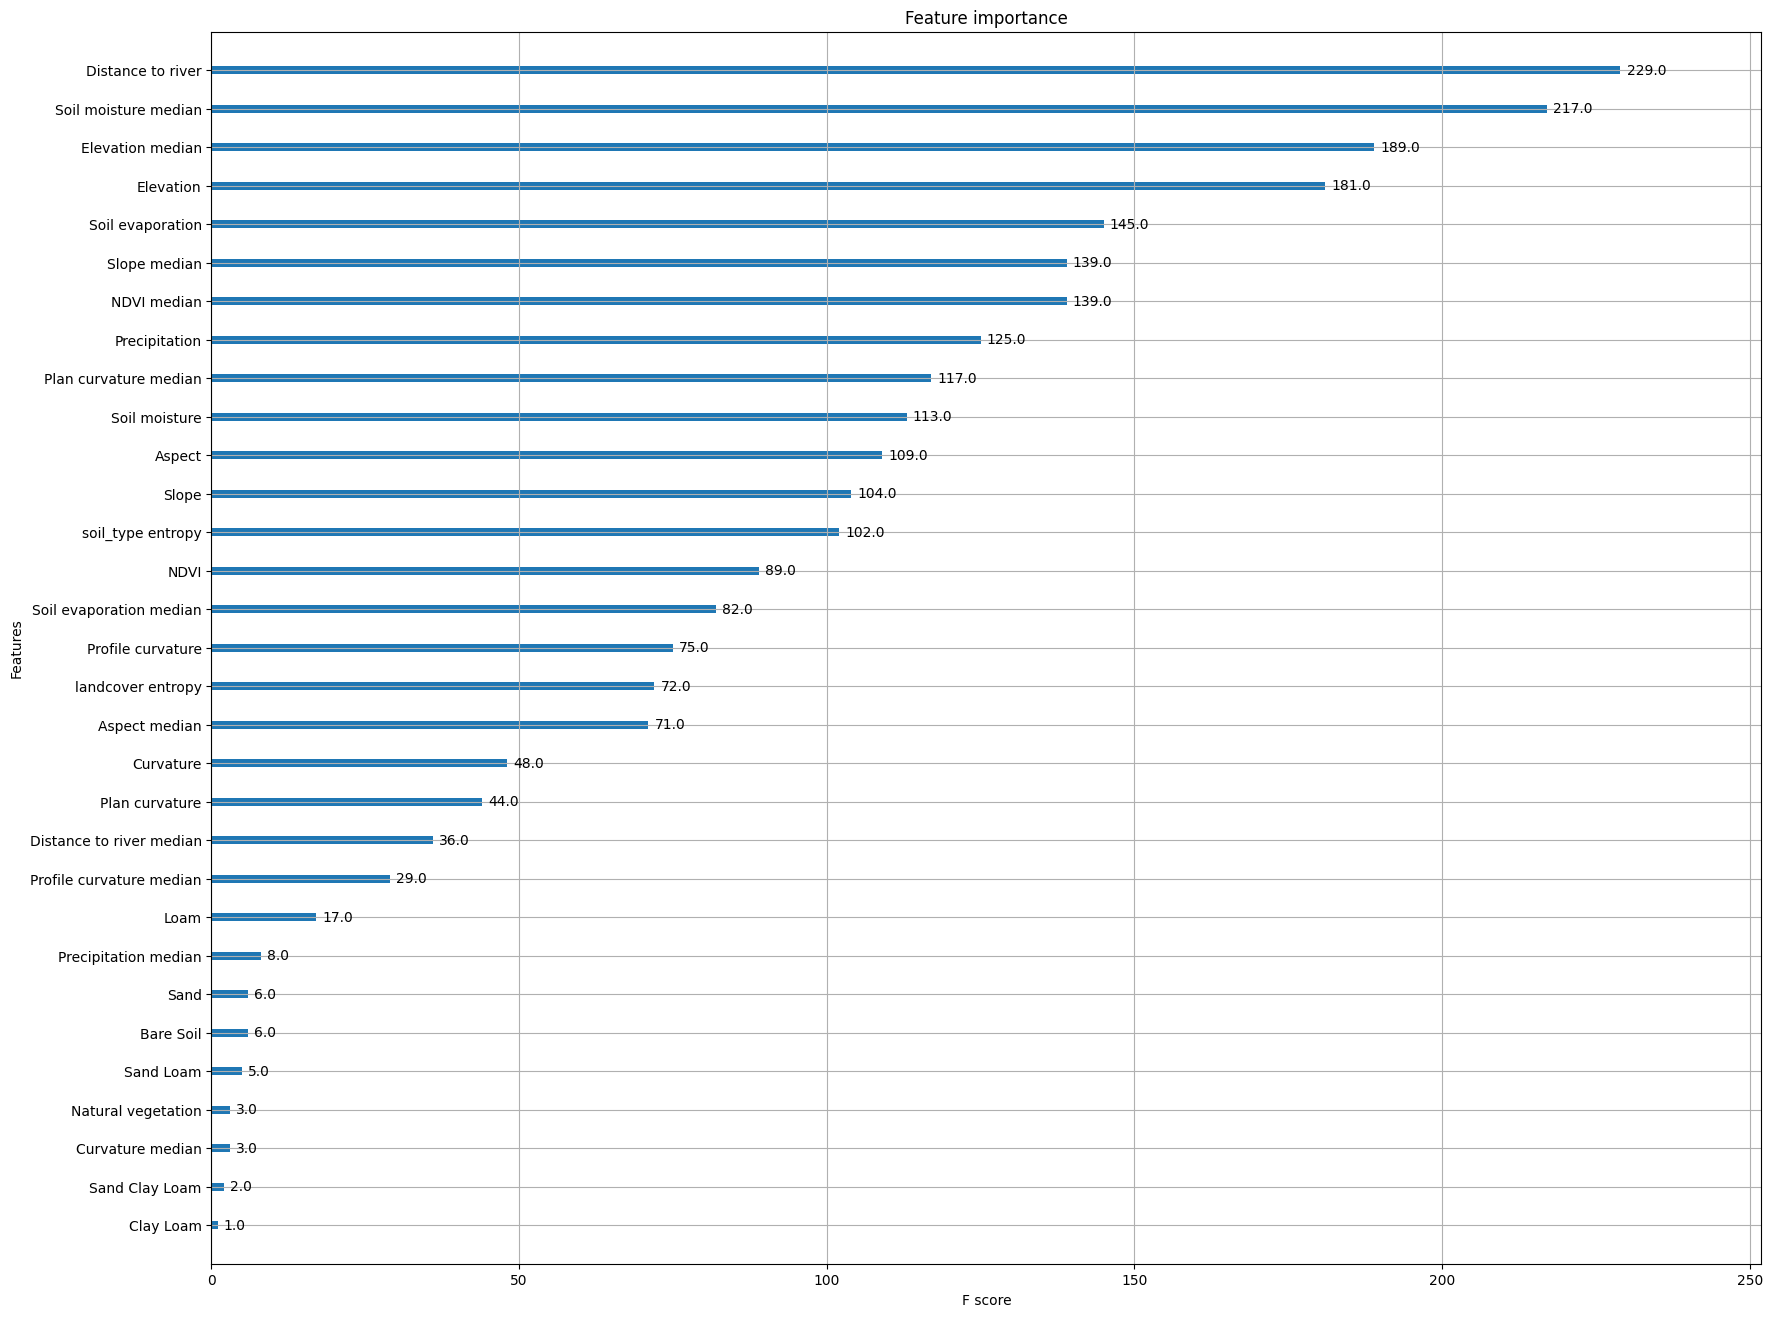 Feature importance
Distance to river 229.0
Soil moisture median 217.0
Elevation median 189.0
Elevation 181.0
Soil evaporation 145.0
Slope median 139.0
NDVI median 139.0
Precipitation 125.0
Plan curvature median 117.0
Soil moisture 113.0
Aspect 109.0
Slope 104.0
soil_type entropy 102.0
NDVI 89.0
Soil evaporation median 82.0
Profile curvature 75.0
landcover entropy 72.0
Aspect median 71.0
Curvature 48.0
Plan curvature 44.0
Distance to river median 36.0
Profile curvature median 29.0
Loam 17.0
Precipitation median 8.0
Sand 6.0
Bare Soil 6.0
Sand Loam 5.0
Natural vegetation 3.0
Curvature median 3.0
Sand Clay Loam 2.0
Clay Loam 1.0
Features
0 50 100 150 200 250
F score